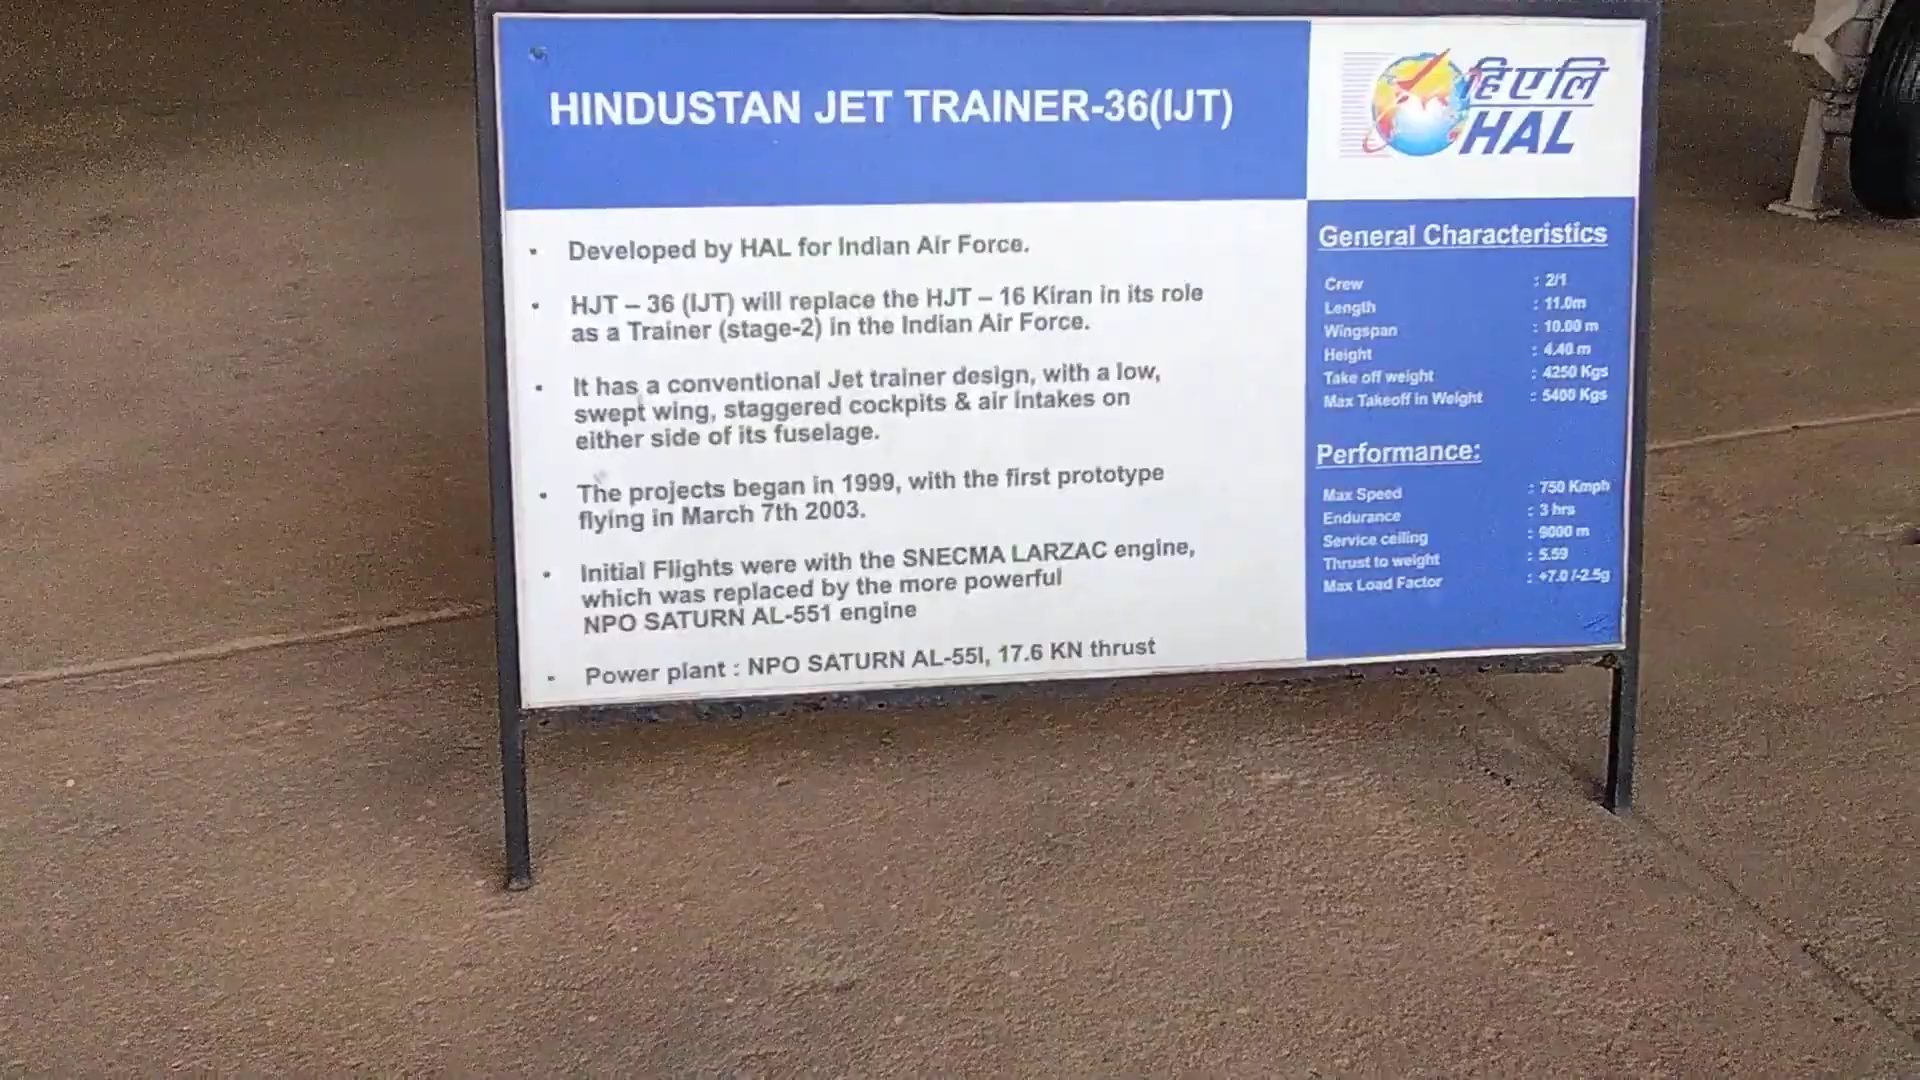 HINDUSTAN JET TRAINER-36(IJT)
हिएलि
HAL
• Developed by HAL for Indian Air Force.
• HJT – 36 (IJT) will replace the HJT – 16 Kiran in its role
as a Trainer (stage-2) in the Indian Air Force.
• It has a conventional Jet trainer design, with a low,
swept wing, staggered cockpits & air intakes on
either side of its fuselage.
• The projects began in 1999, with the first prototype
flying in March 7th 2003.
• Initial Flights were with the SNECMA LARZAC engine,
which was replaced by the more powerful
NPO SATURN AL-551 engine
• Power plant : NPO SATURN AL-55I, 17.6 KN thrust
General Characteristics
Crew : 2/1
Length : 11.0m
Wingspan : 10.00 m
Height : 4.40 m
Take off weight : 4250 Kgs
Max Takeoff in Weight : 5400 Kgs
Performance:
Max Speed : 750 Kmph
Endurance : 3 hrs
Service ceiling : 9000 m
Thrust to weight : 5.59
Max Load Factor : +7.0 /-2.5g